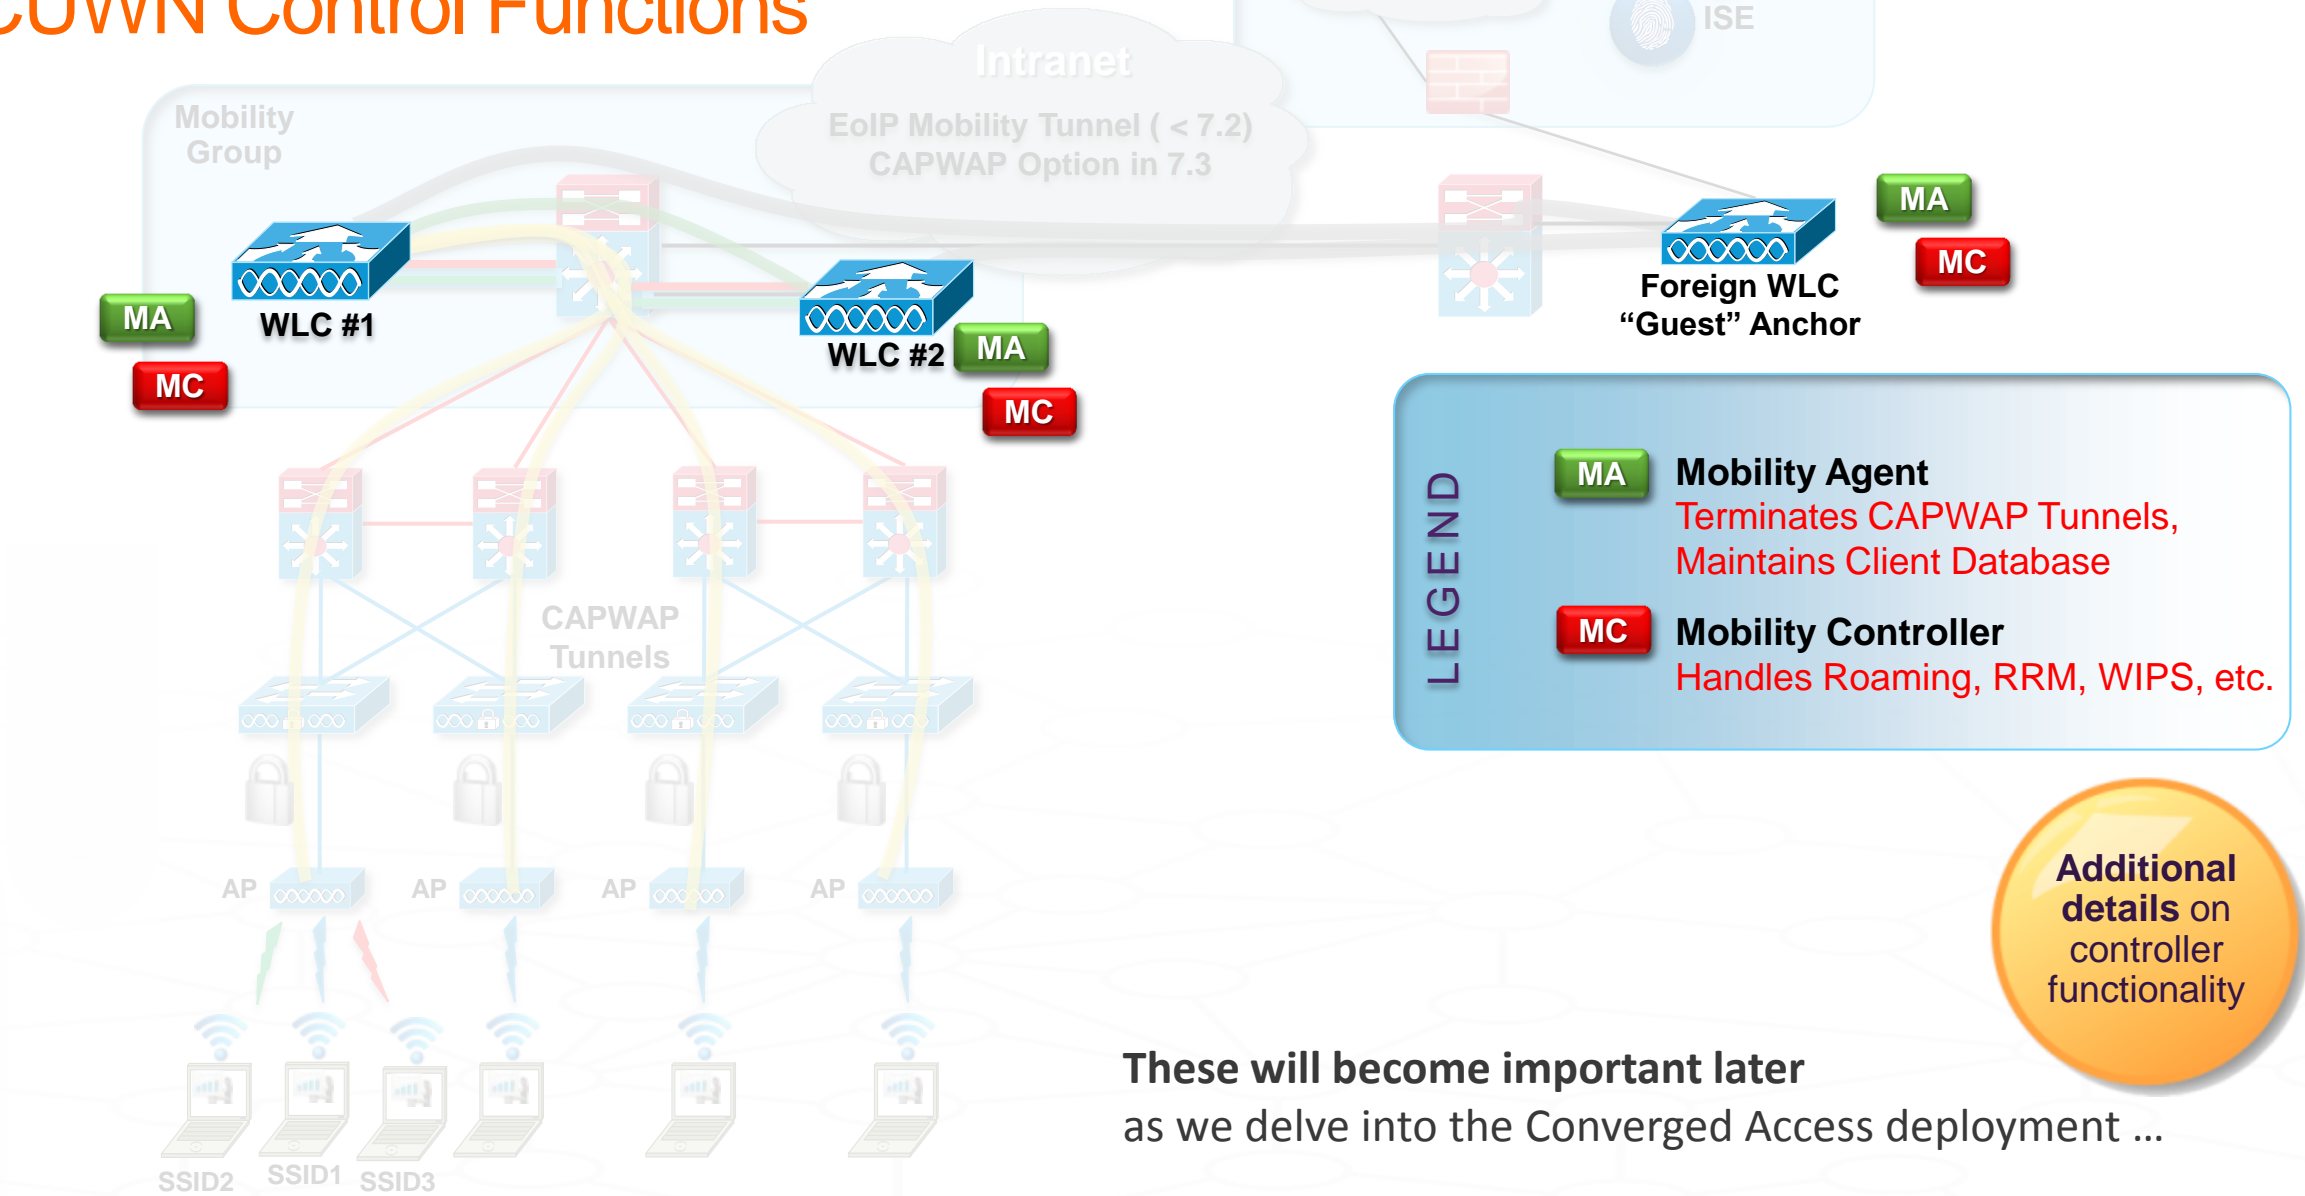 CUWN Control Functions
ISE
Intranet
EoIP Mobility Tunnel ( < 7.2)
CAPWAP Option in 7.3
Mobility
Group
MA
MC
WLC #1
WLC #2
MA
MC
MA
MC
Foreign WLC
“Guest” Anchor
LEGEND
MA
Mobility Agent
Terminates CAPWAP Tunnels,
Maintains Client Database
MC
Mobility Controller
Handles Roaming, RRM, WIPS, etc.
CAPWAP
Tunnels
AP
AP
AP
AP
SSID2
SSID1
SSID3
Additional
details on
controller
functionality
These will become important later
as we delve into the Converged Access deployment ...